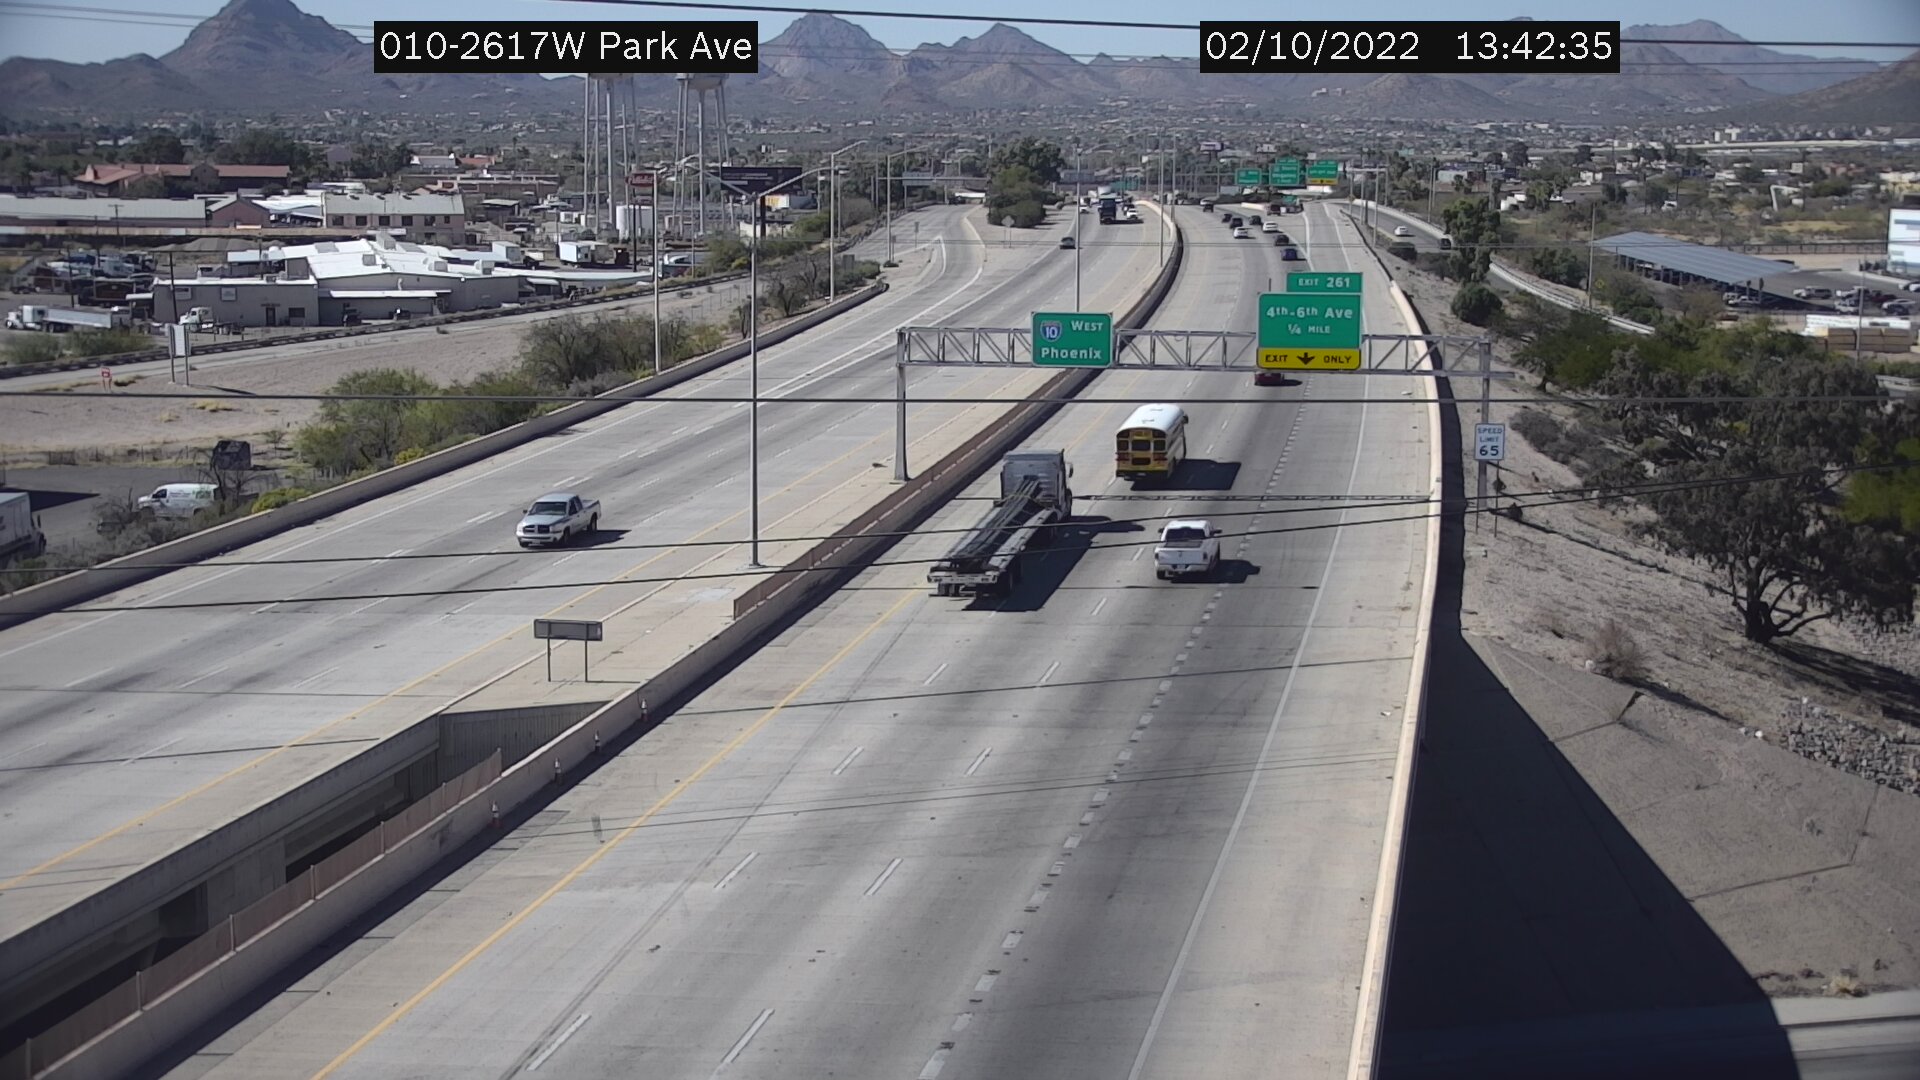 010-2617W Park Ave
02/10/2022 13:42:35
EXIT 261
4th-6th Ave
1/4 MILE
EXIT ONLY
10 WEST
Phoenix
SPEED
LIMIT
65